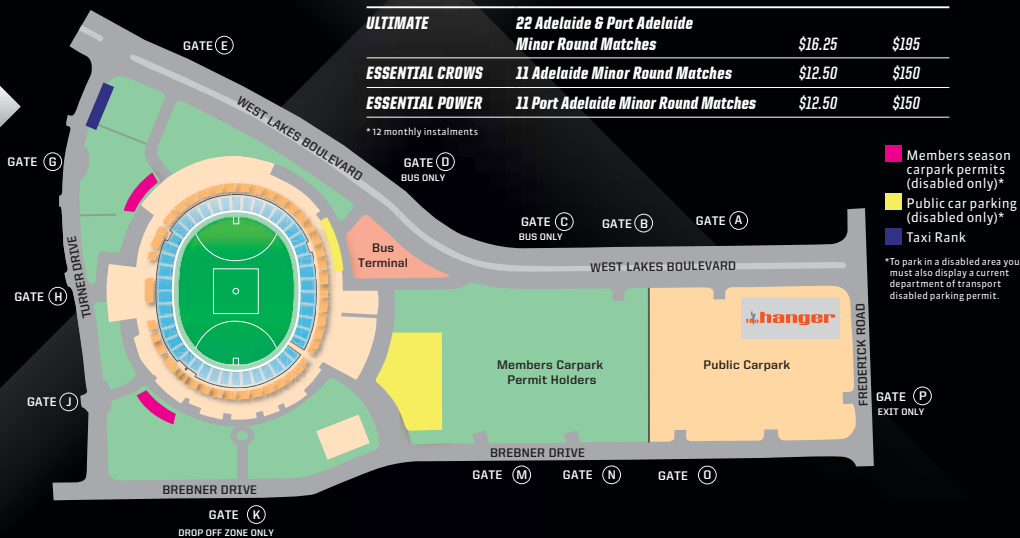 ULTIMATE 22 Adelaide & Port Adelaide
Minor Round Matches $16.25 $195
ESSENTIAL CROWS 11 Adelaide Minor Round Matches $12.50 $150
ESSENTIAL POWER 11 Port Adelaide Minor Round Matches $12.50 $150
*12 monthly instalments
GATE E
WEST LAKES BOULEVARD
GATE D
BUS ONLY
GATE G
GATE C
BUS ONLY
GATE B
GATE A
Members season
carpark permits
(disabled only)*
Public car parking
(disabled only)*
Taxi Rank
*To park in a disabled area you
must also display a current
department of transport
disabled parking permit.
Bus
Terminal
WEST LAKES BOULEVARD
TURNER DRIVE
GATE H
hanger
FREDERICK ROAD
Members Carpark
Permit Holders
Public Carpark
GATE J
GATE P
EXIT ONLY
BREBNER DRIVE
GATE M
GATE N
GATE O
BREBNER DRIVE
GATE K
DROP OFF ZONE ONLY